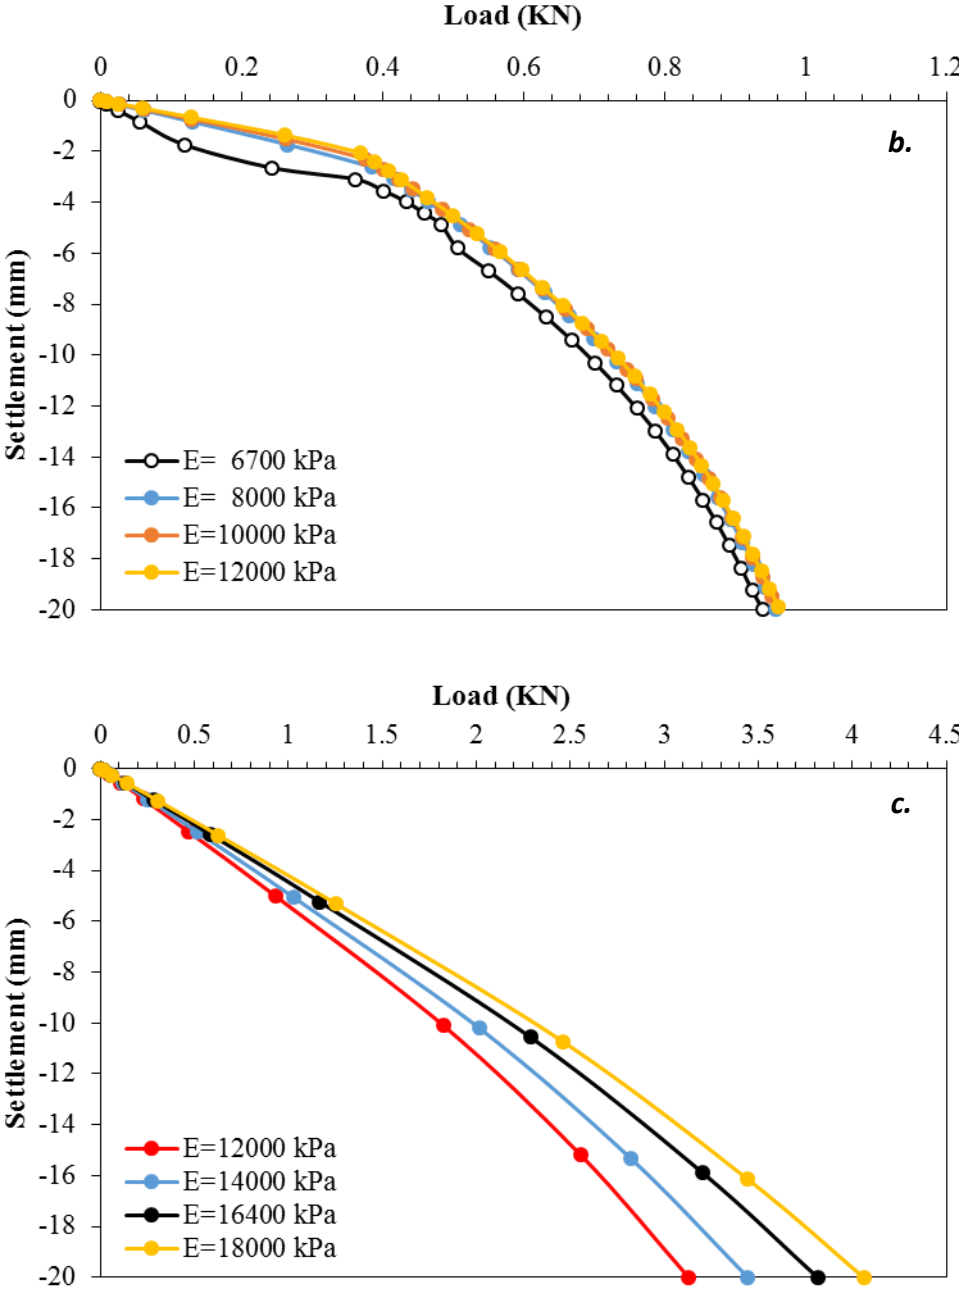 Load (KN)
0 0.2 0.4 0.6 0.8 1 1.2
0
b.
-2
-4
-6
-8
-10
-12
-14
-16
-18
-20
Settlement (mm)
E= 6700 kPa
E= 8000 kPa
E=10000 kPa
E=12000 kPa
Load (KN)
0 0.5 1 1.5 2 2.5 3 3.5 4 4.5
0
c.
-2
-4
-6
-8
-10
-12
-14
-16
-18
-20
Settlement (mm)
E=12000 kPa
E=14000 kPa
E=16400 kPa
E=18000 kPa